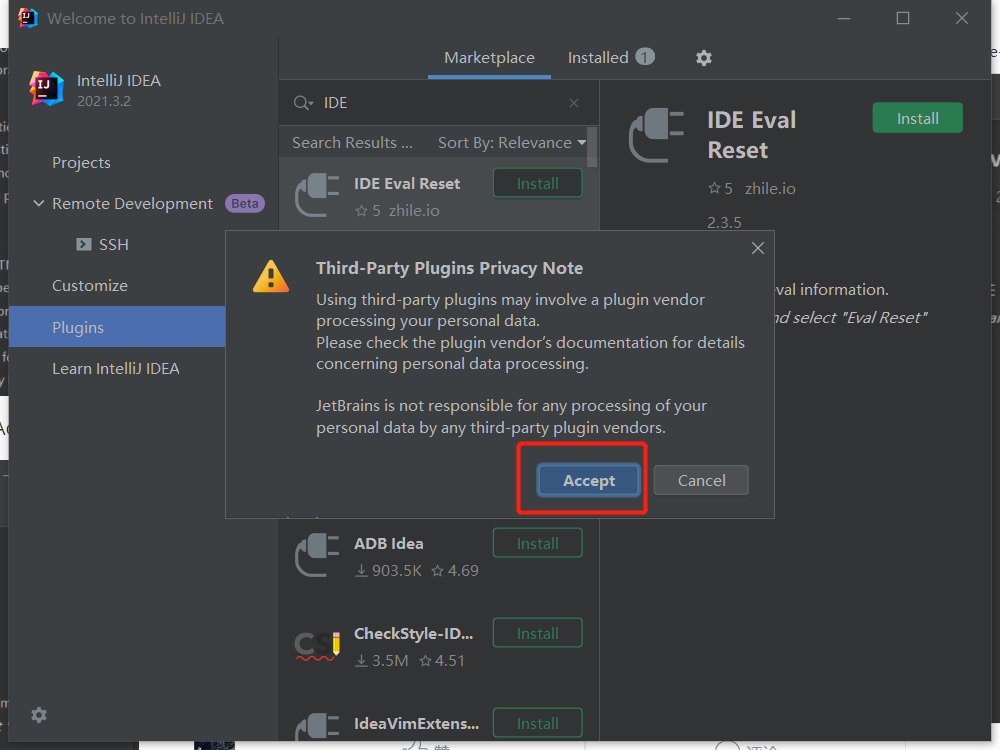 Welcome to IntelliJ IDEA
IntelliJ IDEA
2021.3.2
Projects
Remote Development Beta
SSH
Customize
Plugins
Learn IntelliJ IDEA
Marketplace
Installed 1
IDE
Search Results ... Sort By: Relevance
IDE Eval Reset
Install
5 zhile.io
IDE Eval
Reset
Install
5 zhile.io
2.3.5
val information.
nd select "Eval Reset"
Third-Party Plugins Privacy Note
Using third-party plugins may involve a plugin vendor
processing your personal data.
Please check the plugin vendor's documentation for details
concerning personal data processing.
JetBrains is not responsible for any processing of your
personal data by any third-party plugin vendors.
Accept
Cancel
ADB Idea
Install
903.5K 4.69
CSI
CheckStyle-ID...
Install
3.5M 4.51
IdeaVimExtens...
Install